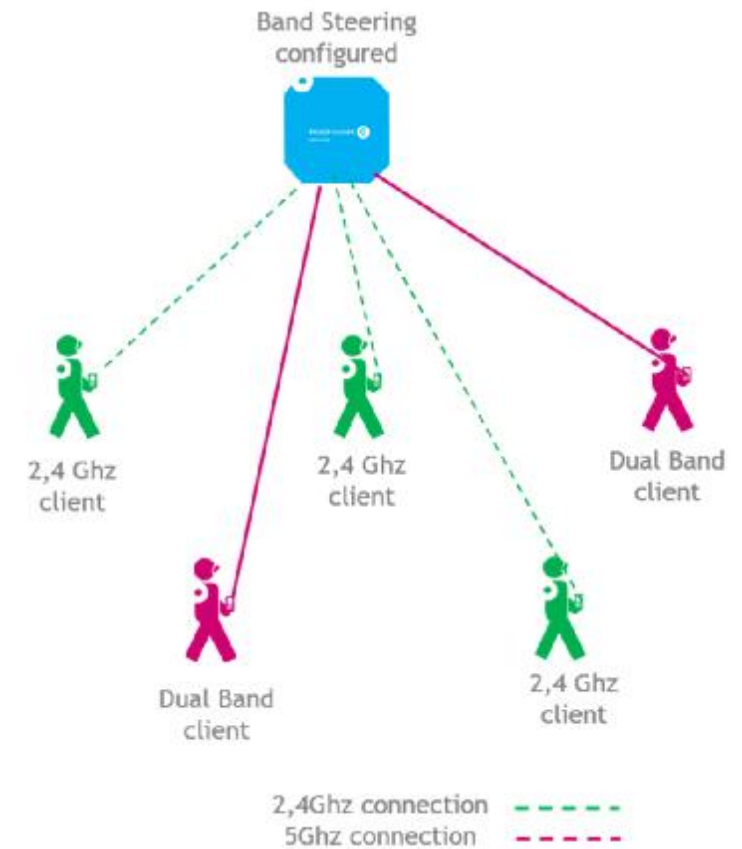 Band Steering
configured
2,4 Ghz
client
2,4 Ghz
client
Dual Band
client
Dual Band
client
2,4 Ghz
client
2,4Ghz connection
5Ghz connection